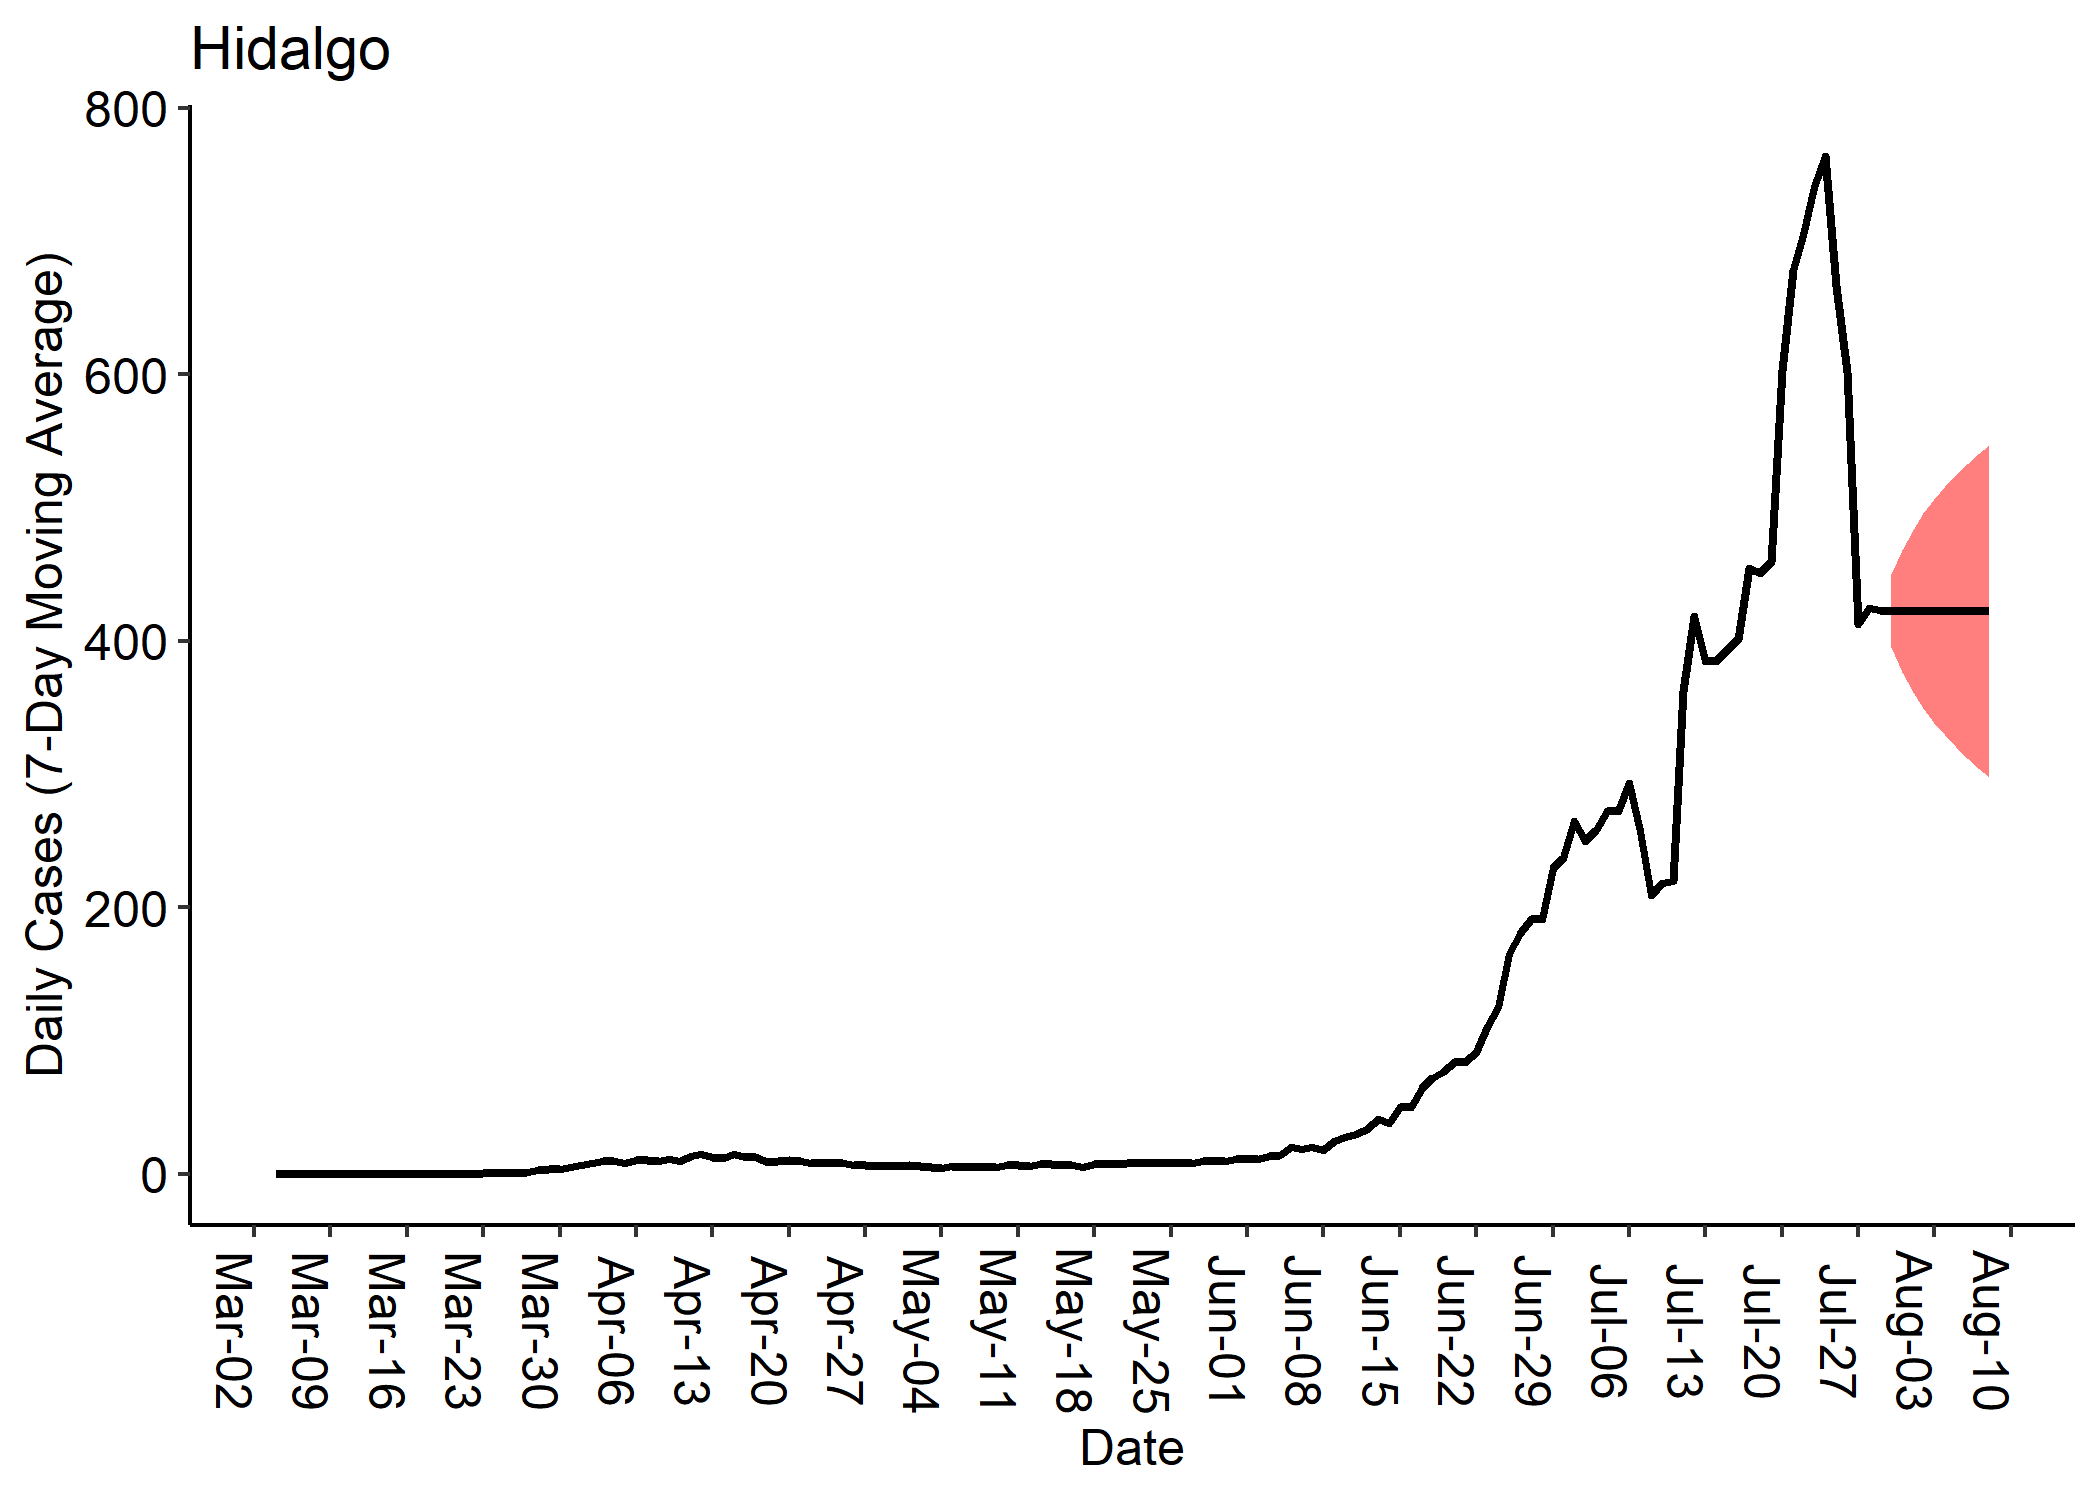 Hidalgo
Daily Cases (7-Day Moving Average)
800
600
400
200
0
Mar-02
Mar-09
Mar-16
Mar-23
Mar-30
Apr-06
Apr-13
Apr-20
Apr-27
May-04
May-11
May-18
May-25
Jun-01
Jun-08
Jun-15
Jun-22
Jun-29
Jul-06
Jul-13
Jul-20
Jul-27
Aug-03
Aug-10
Date